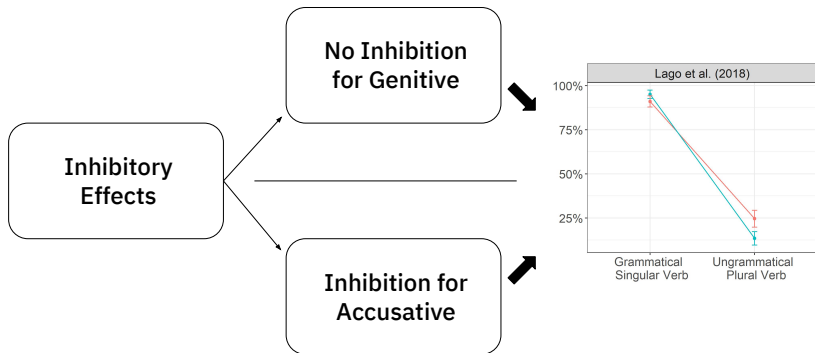 No Inhibition
for Genitive
Inhibitory
Effects
Inhibition for
Accusative
Lago et al. (2018)
100%
75%
50%
25%
Grammatical
Singular Verb
Ungrammatical
Plural Verb